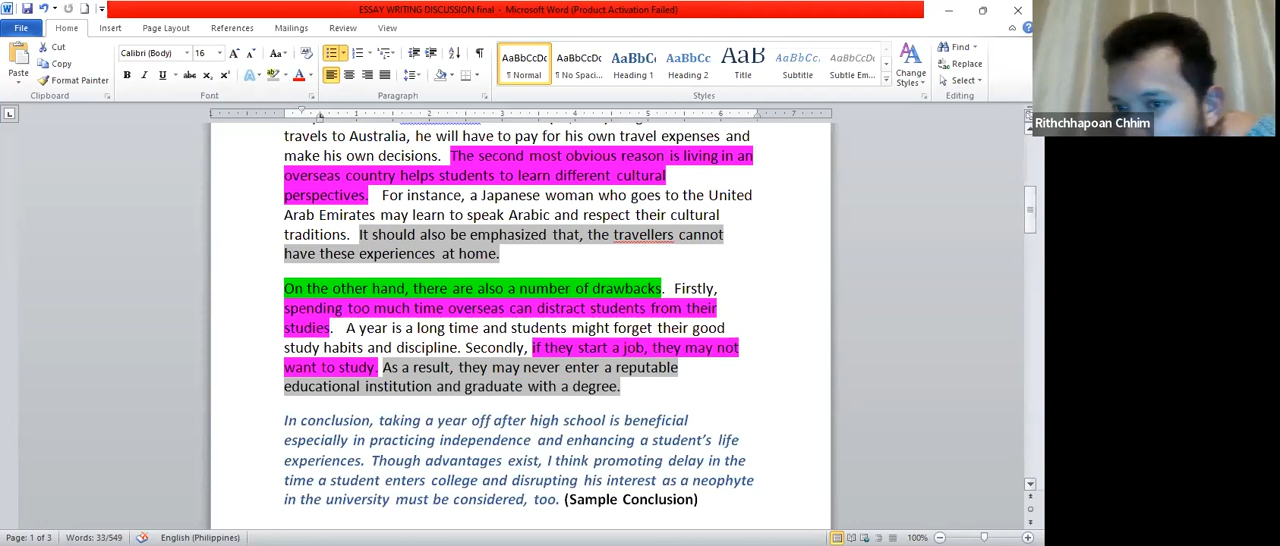 ESSAY WRITING DISCUSSION final - Microsoft Word (Product Activation Failed)
File Home Insert Page Layout References Mailings Review View
Cut
Copy
Format Painter
Paste
Clipboard
Calibri (Body) 16
Font
Paragraph
AaBbCcDc AaBbCcDc AaBbC AaBbCc AaB AaBbCc. AaBbCcDc
¶ Normal ¶ No Spaci... Heading 1 Heading 2 Title Subtitle Subtle Em...
Styles
Change Styles
Find
Replace
Select
Editing
Rithchhapoan Chhim
travels to Australia, he will have to pay for his own travel expenses and
make his own decisions. The second most obvious reason is living in an
overseas country helps students to learn different cultural
perspectives. For instance, a Japanese woman who goes to the United
Arab Emirates may learn to speak Arabic and respect their cultural
traditions. It should also be emphasized that, the travellers cannot
have these experiences at home.
On the other hand, there are also a number of drawbacks. Firstly,
spending too much time overseas can distract students from their
studies. A year is a long time and students might forget their good
study habits and discipline. Secondly, if they start a job, they may not
want to study. As a result, they may never enter a reputable
educational institution and graduate with a degree.
In conclusion, taking a year off after high school is beneficial
especially in practicing independence and enhancing a student's life
experiences. Though advantages exist, I think promoting delay in the
time a student enters college and disrupting his interest as a neophyte
in the university must be considered, too. (Sample Conclusion)
Page: 1 of 3 Words: 33/549 English (Philippines) 100%